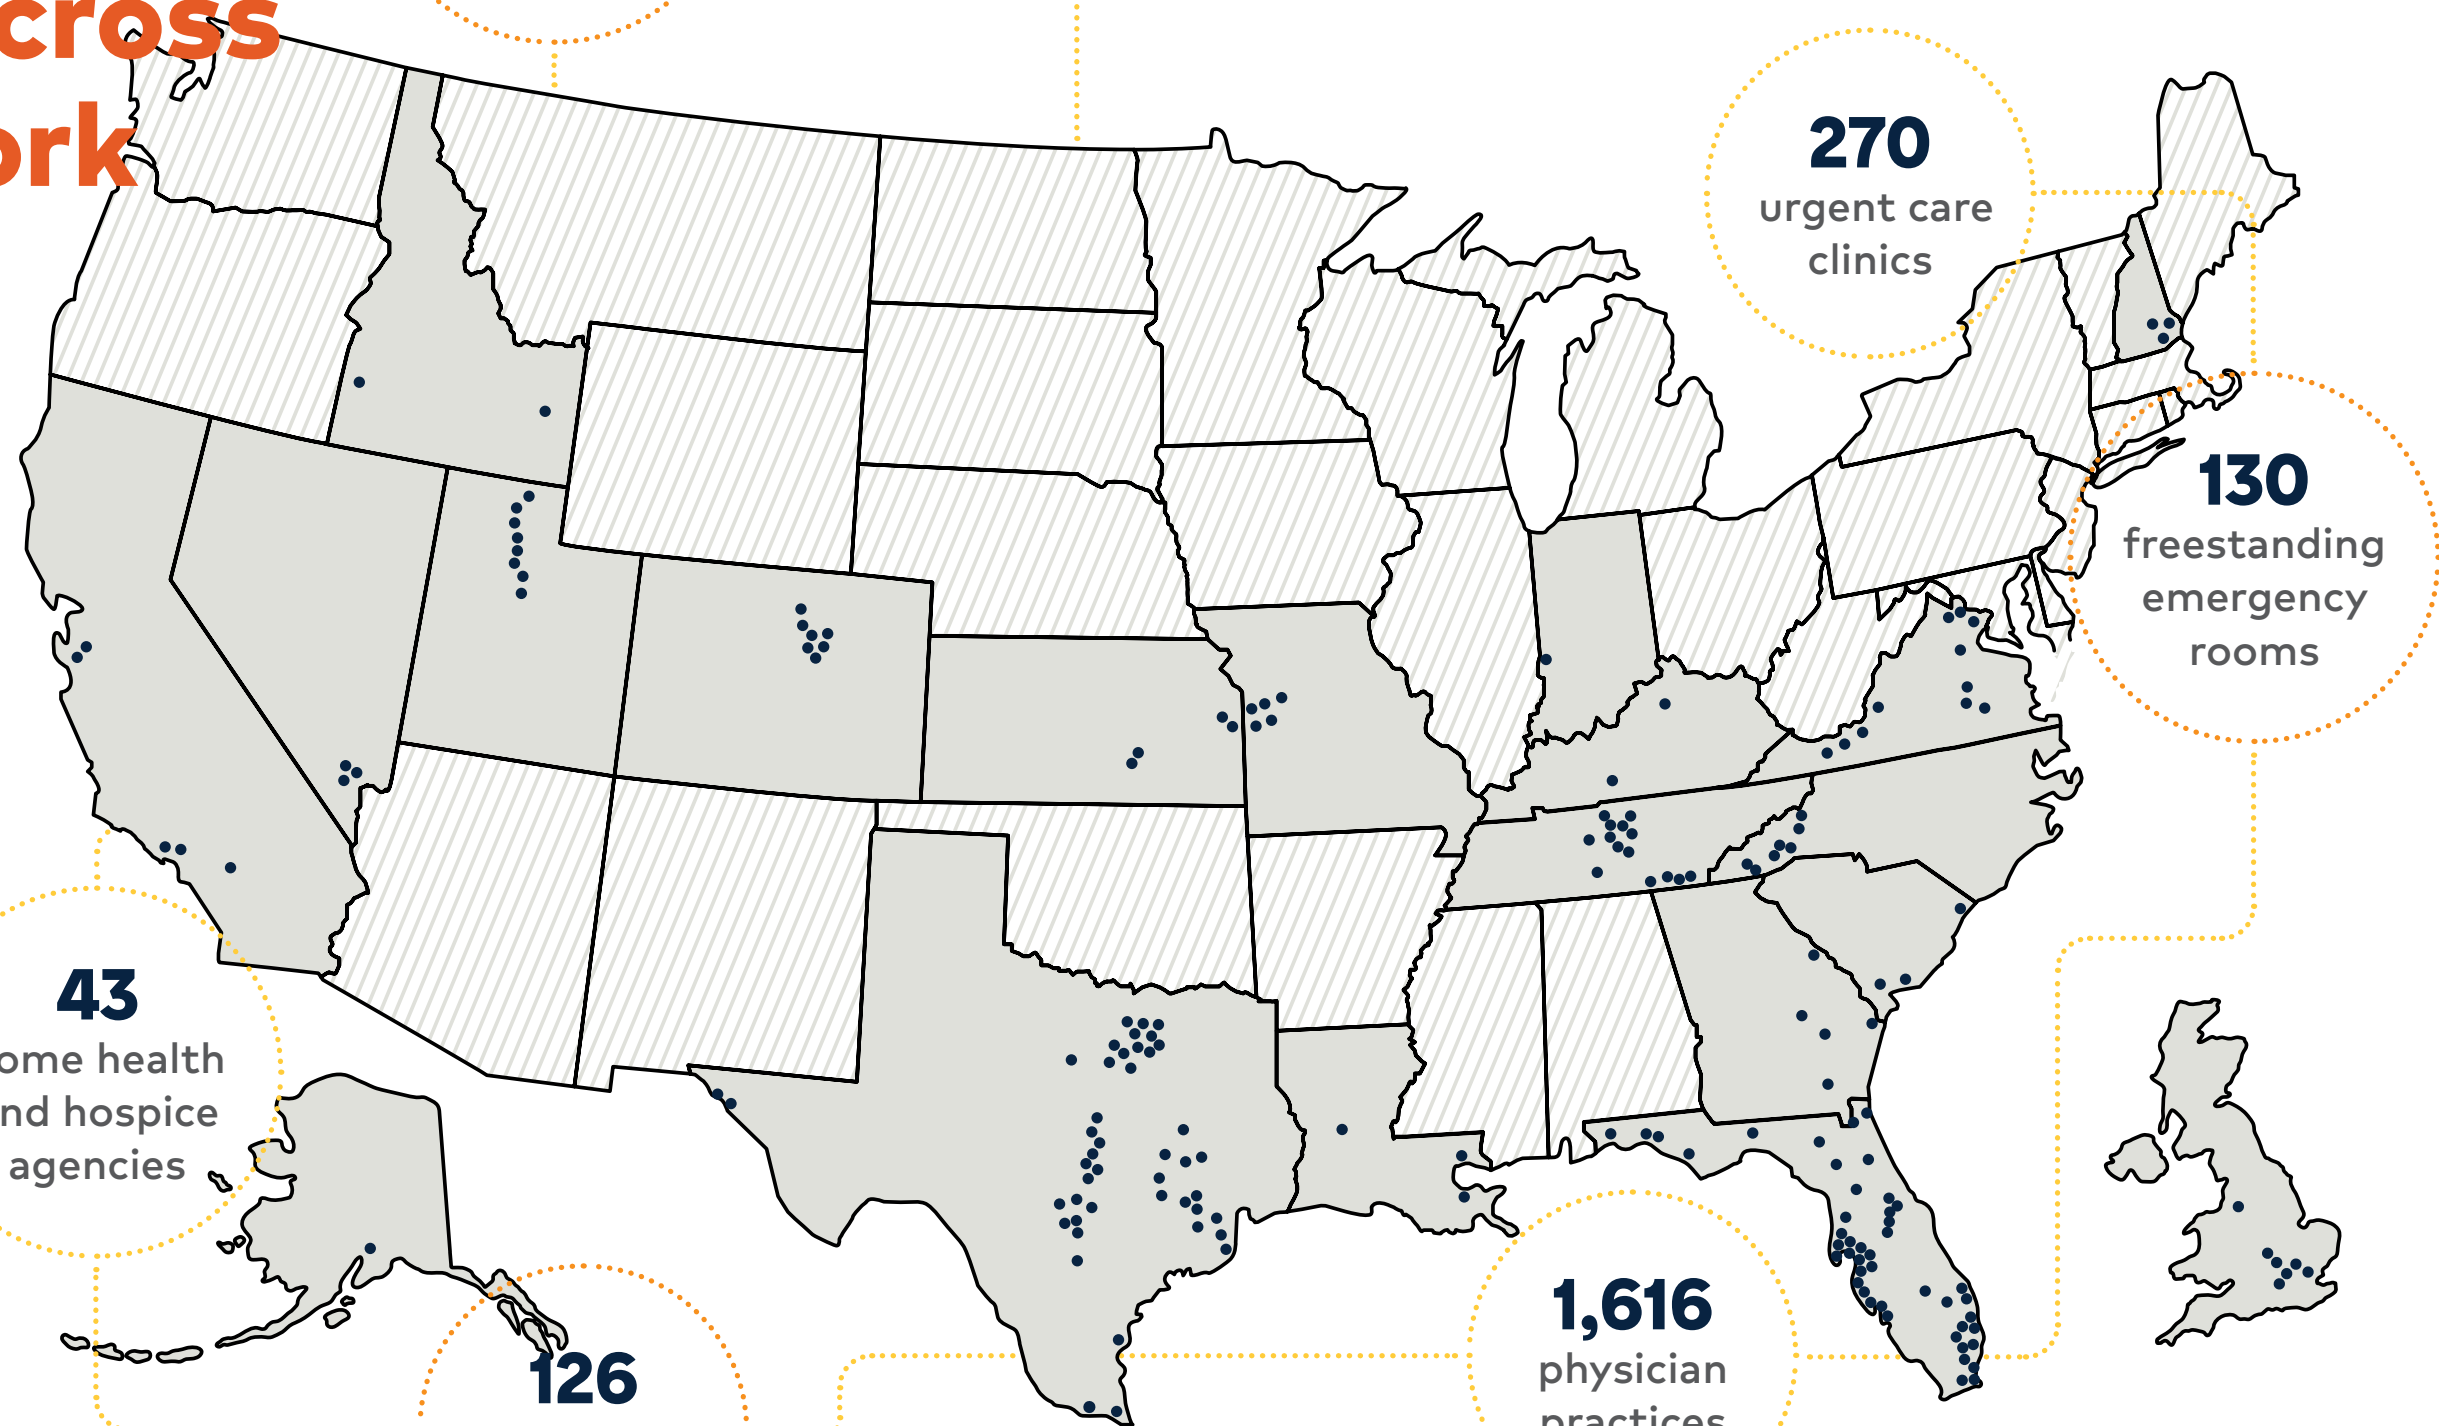 cross
ork
270
urgent care
clinics
130
freestanding
emergency
rooms
43
ome health
nd hospice
agencies
126
1,616
physician
practices